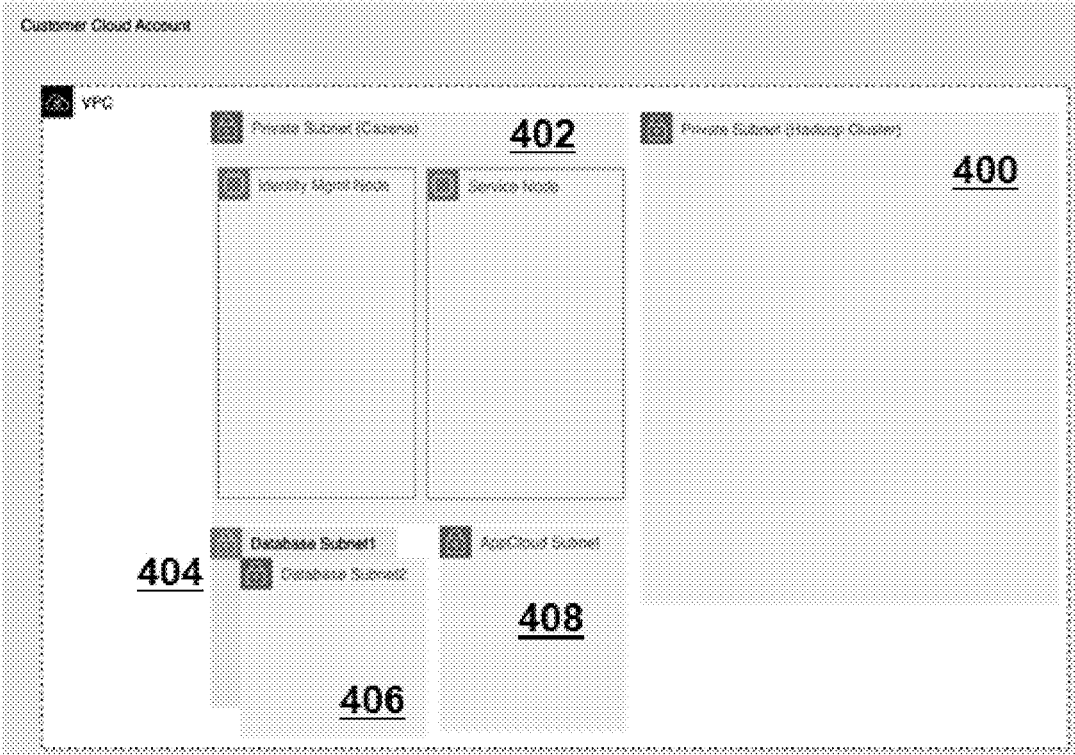 Customer Cloud Account
VPC
Private Subnet (Cazena)
402
Private Subnet (Hadoop Cluster)
400
Identity Mgmt Node
Service Node
Database Subnet1
AppCloud Subnet
404
Database Subnet2
408
406